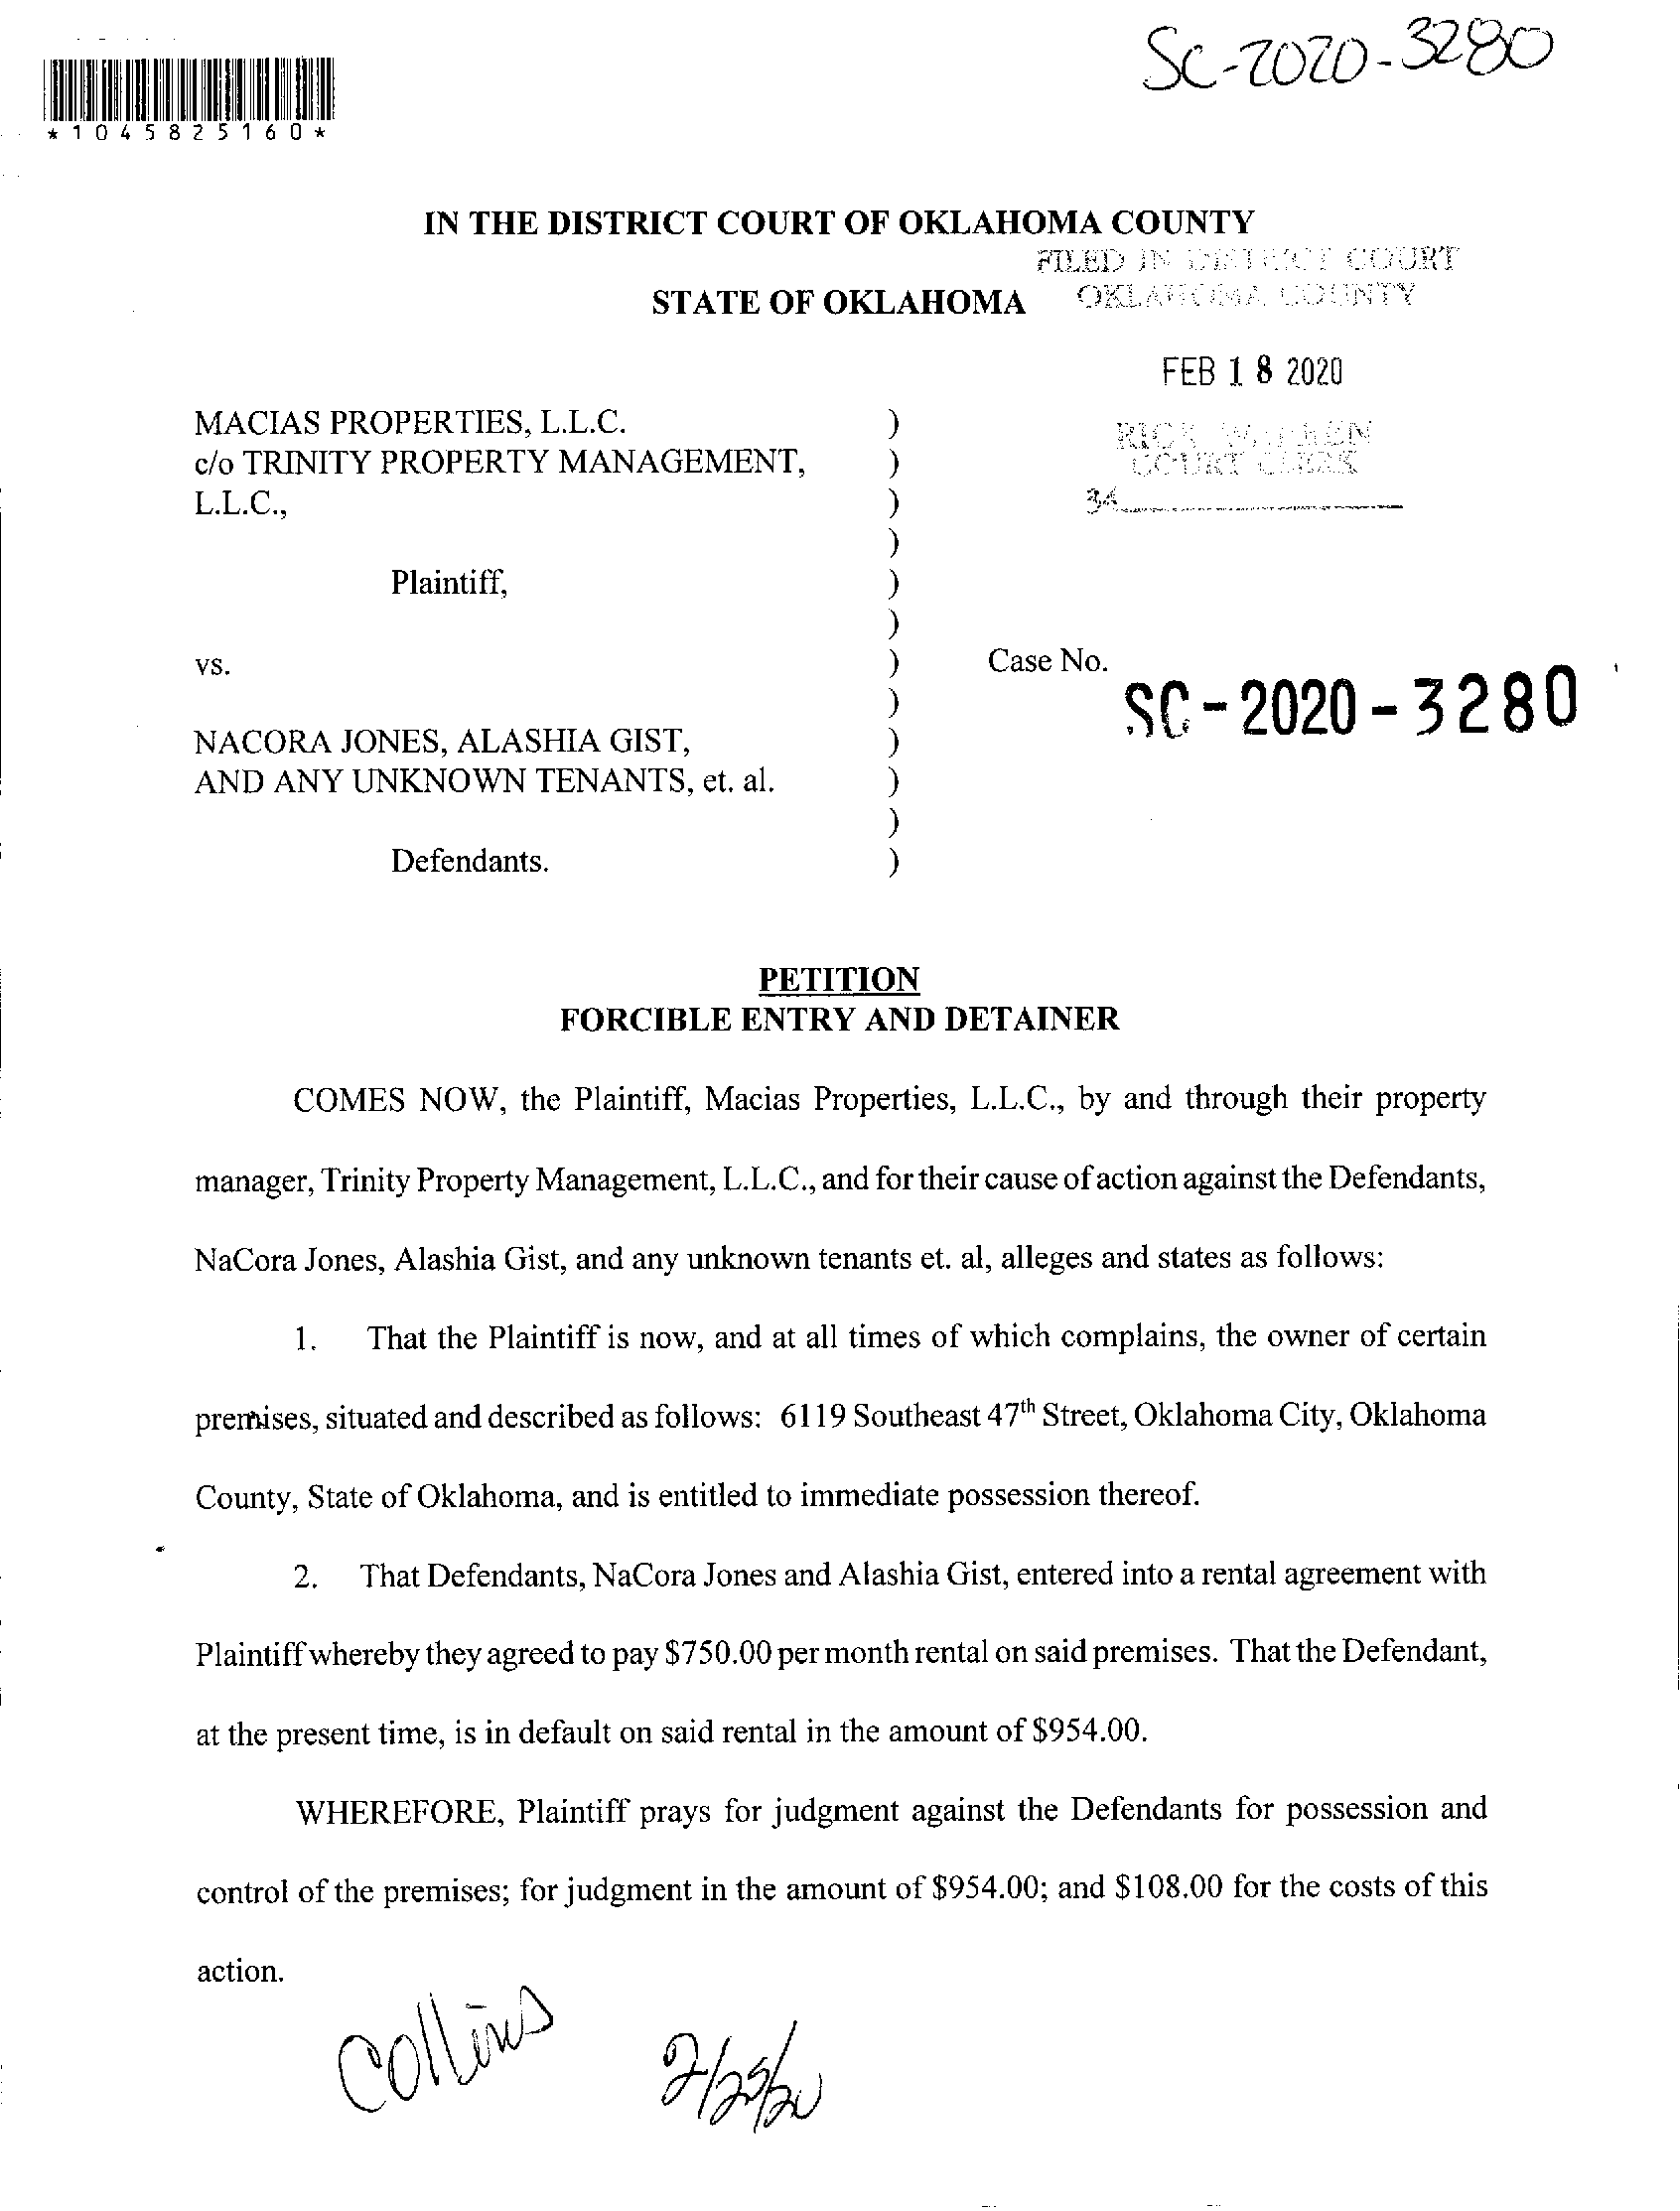 SC-2020-3280
*1045825160*
IN THE DISTRICT COURT OF OKLAHOMA COUNTY
FILED IN DISTRICT COURT
STATE OF OKLAHOMA OKLAHOMA COUNTY
FEB 18 2020
MACIAS PROPERTIES, L.L.C. )
c/o TRINITY PROPERTY MANAGEMENT, ) RICK WARREN
L.L.C., ) COURT CLERK
)
Plaintiff, )
)
vs. ) Case No.
) SC-2020-3280
NACORA JONES, ALASHIA GIST, )
AND ANY UNKNOWN TENANTS, et. al. )
)
Defendants. )
PETITION
FORCIBLE ENTRY AND DETAINER
COMES NOW, the Plaintiff, Macias Properties, L.L.C., by and through their property
manager, Trinity Property Management, L.L.C., and for their cause of action against the Defendants,
NaCora Jones, Alashia Gist, and any unknown tenants et. al, alleges and states as follows:
1. That the Plaintiff is now, and at all times of which complains, the owner of certain
premises, situated and described as follows: 6119 Southeast 47th Street, Oklahoma City, Oklahoma
County, State of Oklahoma, and is entitled to immediate possession thereof.
2. That Defendants, NaCora Jones and Alashia Gist, entered into a rental agreement with
Plaintiff whereby they agreed to pay $750.00 per month rental on said premises. That the Defendant,
at the present time, is in default on said rental in the amount of $954.00.
WHEREFORE, Plaintiff prays for judgment against the Defendants for possession and
control of the premises; for judgment in the amount of $954.00; and $108.00 for the costs of this
action.
Collins